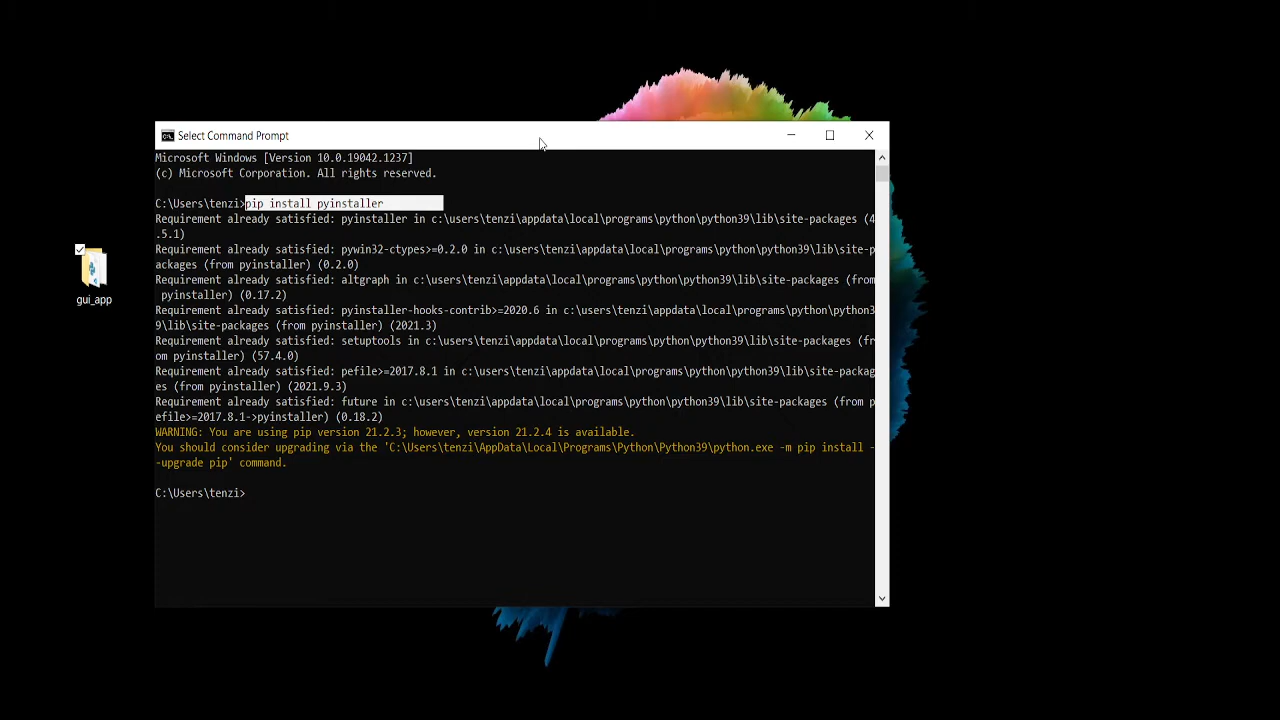 Select Command Prompt
Microsoft Windows [Version 10.0.19042.1237]
(c) Microsoft Corporation. All rights reserved.
C:\Users\tenzi>pip install pyinstaller
Requirement already satisfied: pyinstaller in c:\users\tenzi\appdata\local\programs\python\python39\lib\site-packages (4
.5.1)
Requirement already satisfied: pywin32-ctypes>=0.2.0 in c:\users\tenzi\appdata\local\programs\python\python39\lib\site-p
ackages (from pyinstaller) (0.2.0)
Requirement already satisfied: altgraph in c:\users\tenzi\appdata\local\programs\python\python39\lib\site-packages (from
 pyinstaller) (0.17.2)
Requirement already satisfied: pyinstaller-hooks-contrib>=2020.6 in c:\users\tenzi\appdata\local\programs\python\python3
9\lib\site-packages (from pyinstaller) (2021.3)
Requirement already satisfied: setuptools in c:\users\tenzi\appdata\local\programs\python\python39\lib\site-packages (fr
om pyinstaller) (57.4.0)
Requirement already satisfied: pefile>=2017.8.1 in c:\users\tenzi\appdata\local\programs\python\python39\lib\site-packag
es (from pyinstaller) (2021.9.3)
Requirement already satisfied: future in c:\users\tenzi\appdata\local\programs\python\python39\lib\site-packages (from p
efile>=2017.8.1->pyinstaller) (0.18.2)
WARNING: You are using pip version 21.2.3; however, version 21.2.4 is available.
You should consider upgrading via the 'C:\Users\tenzi\AppData\Local\Programs\Python\Python39\python.exe -m pip install -
-upgrade pip' command.
C:\Users\tenzi>
gui_app